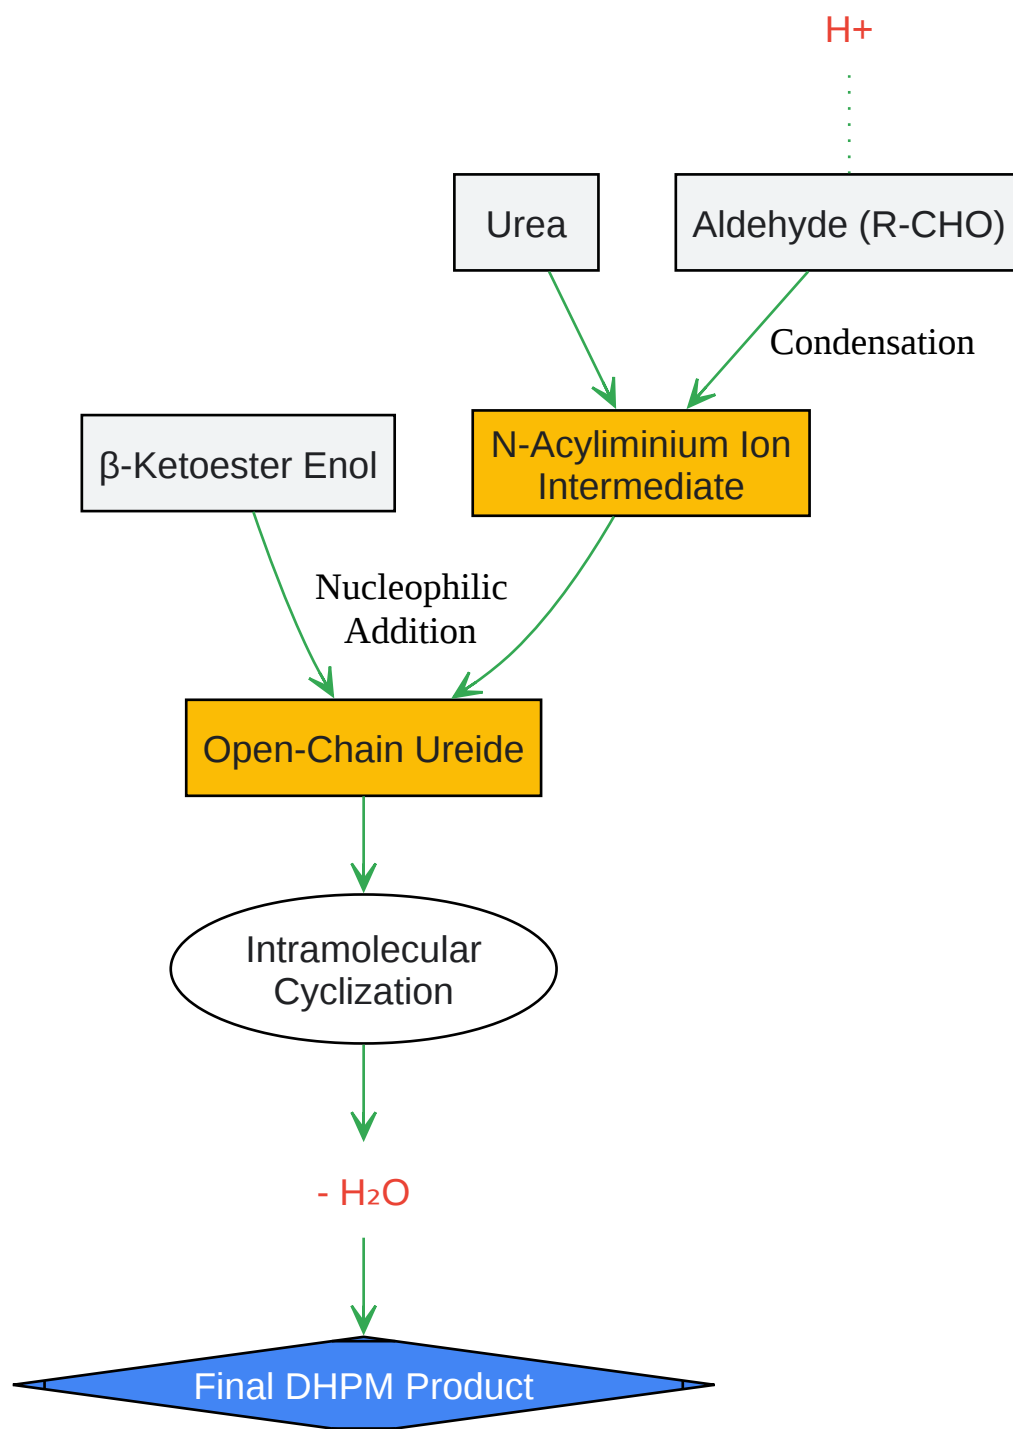 H+
Urea
Aldehyde (R-CHO)
Condensation
β-Ketoester Enol
N-Acyliminium Ion
Intermediate
Nucleophilic
Addition
Open-Chain Ureide
Intramolecular
Cyclization
- H₂O
Final DHPM Product